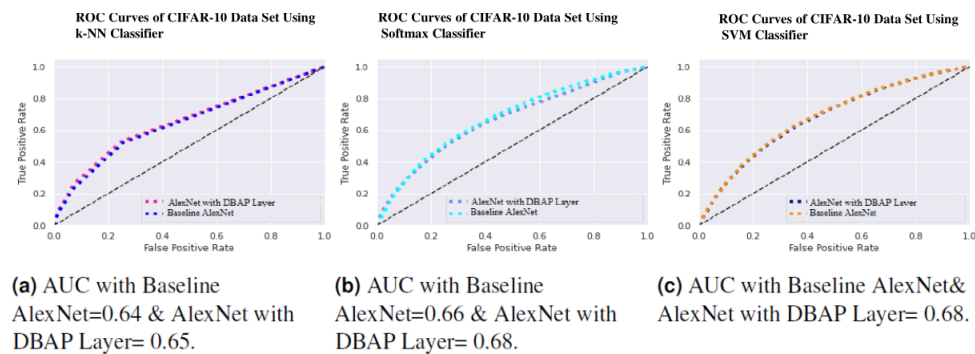 ROC Curves of CIFAR-10 Data Set Using
k-NN Classifier
True Positive Rate
1.0
0.8
0.6
0.4
0.2
0.0
AlexNet with DBAP Layer
Baseline AlexNet
0.0 0.2 0.4 0.6 0.8 1.0
False Positive Rate
(a) AUC with Baseline
AlexNet=0.64 & AlexNet with
DBAP Layer= 0.65.
ROC Curves of CIFAR-10 Data Set Using
Softmax Classifier
True Positive Rate
1.0
0.8
0.6
0.4
0.2
0.0
AlexNet with DBAP Layer
Baseline AlexNet
0.0 0.2 0.4 0.6 0.8 1.0
False Positive Rate
(b) AUC with Baseline
AlexNet=0.66 & AlexNet with
DBAP Layer= 0.68.
ROC Curves of CIFAR-10 Data Set Using
SVM Classifier
True Positive Rate
1.0
0.8
0.6
0.4
0.2
0.0
AlexNet with DBAP Layer
Baseline AlexNet
0.0 0.2 0.4 0.6 0.8 1.0
False Positive Rate
(c) AUC with Baseline AlexNet&
AlexNet with DBAP Layer= 0.68.